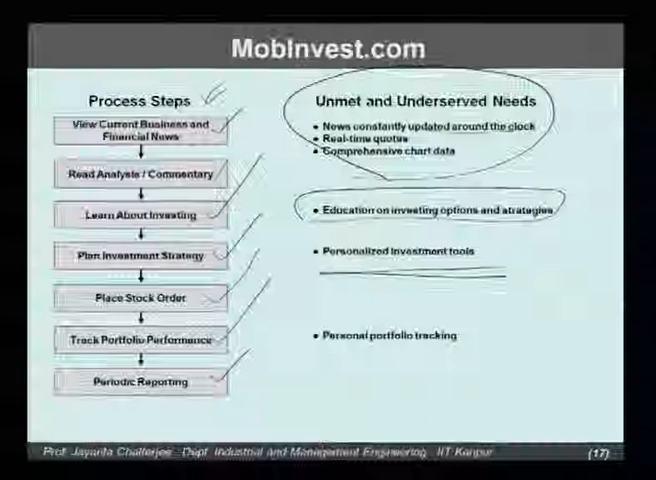 MobInvest.com
Process Steps
View Current Business and
Financial News
Read Analysis / Commentary
Learn About Investing
Plan Investment Strategy
Place Stock Order
Track Portfolio Performance
Periodic Reporting
Unmet and Underserved Needs
• News constantly updated around the clock
• Real-time quotes
• Comprehensive chart data
• Education on investing options and strategies
• Personalized investment tools
• Personal portfolio tracking
Prof. Jayanta Chatterjee Dept. Industrial and Management Engineering IIT Kanpur (17)